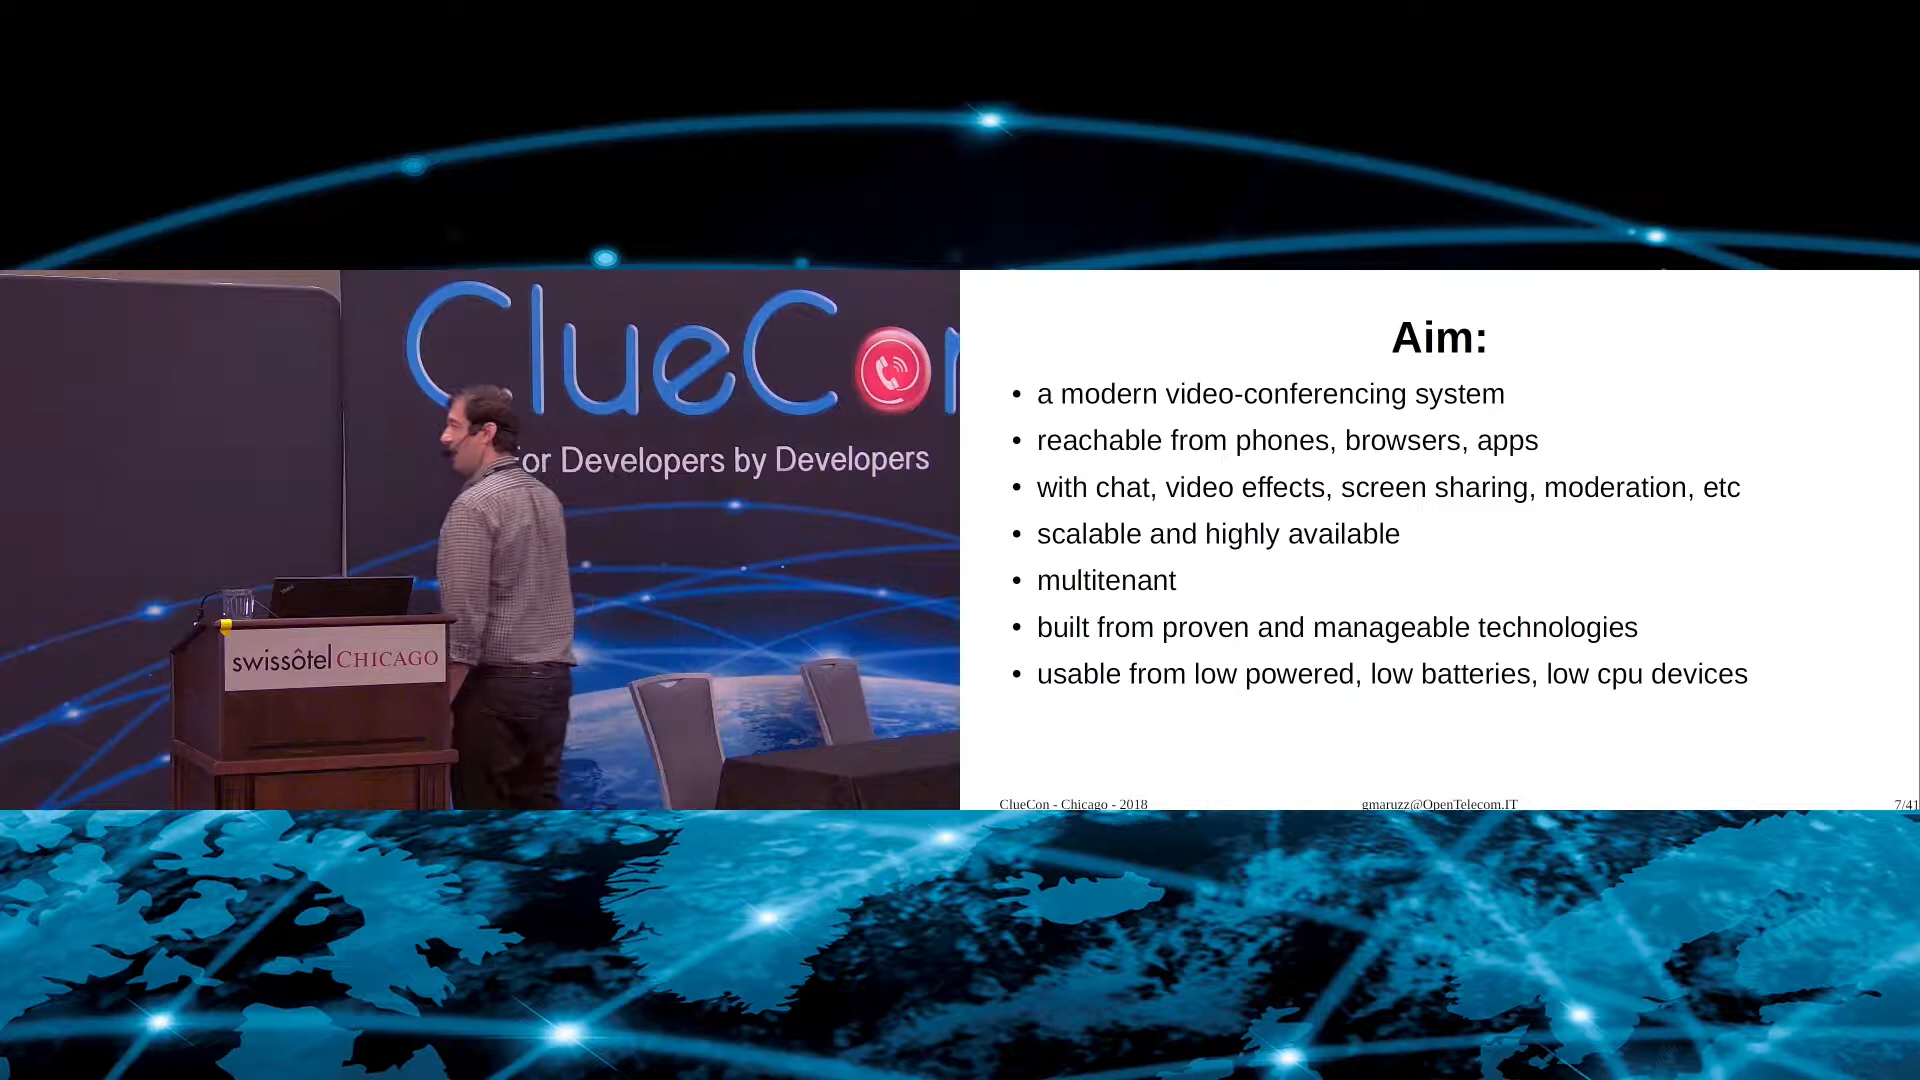 ClueCon
For Developers by Developers
swissôtel CHICAGO
Aim:
• a modern video-conferencing system
• reachable from phones, browsers, apps
• with chat, video effects, screen sharing, moderation, etc
• scalable and highly available
• multitenant
• built from proven and manageable technologies
• usable from low powered, low batteries, low cpu devices
ClueCon - Chicago - 2018
gmaruzz@OpenTelecom.IT
7/41